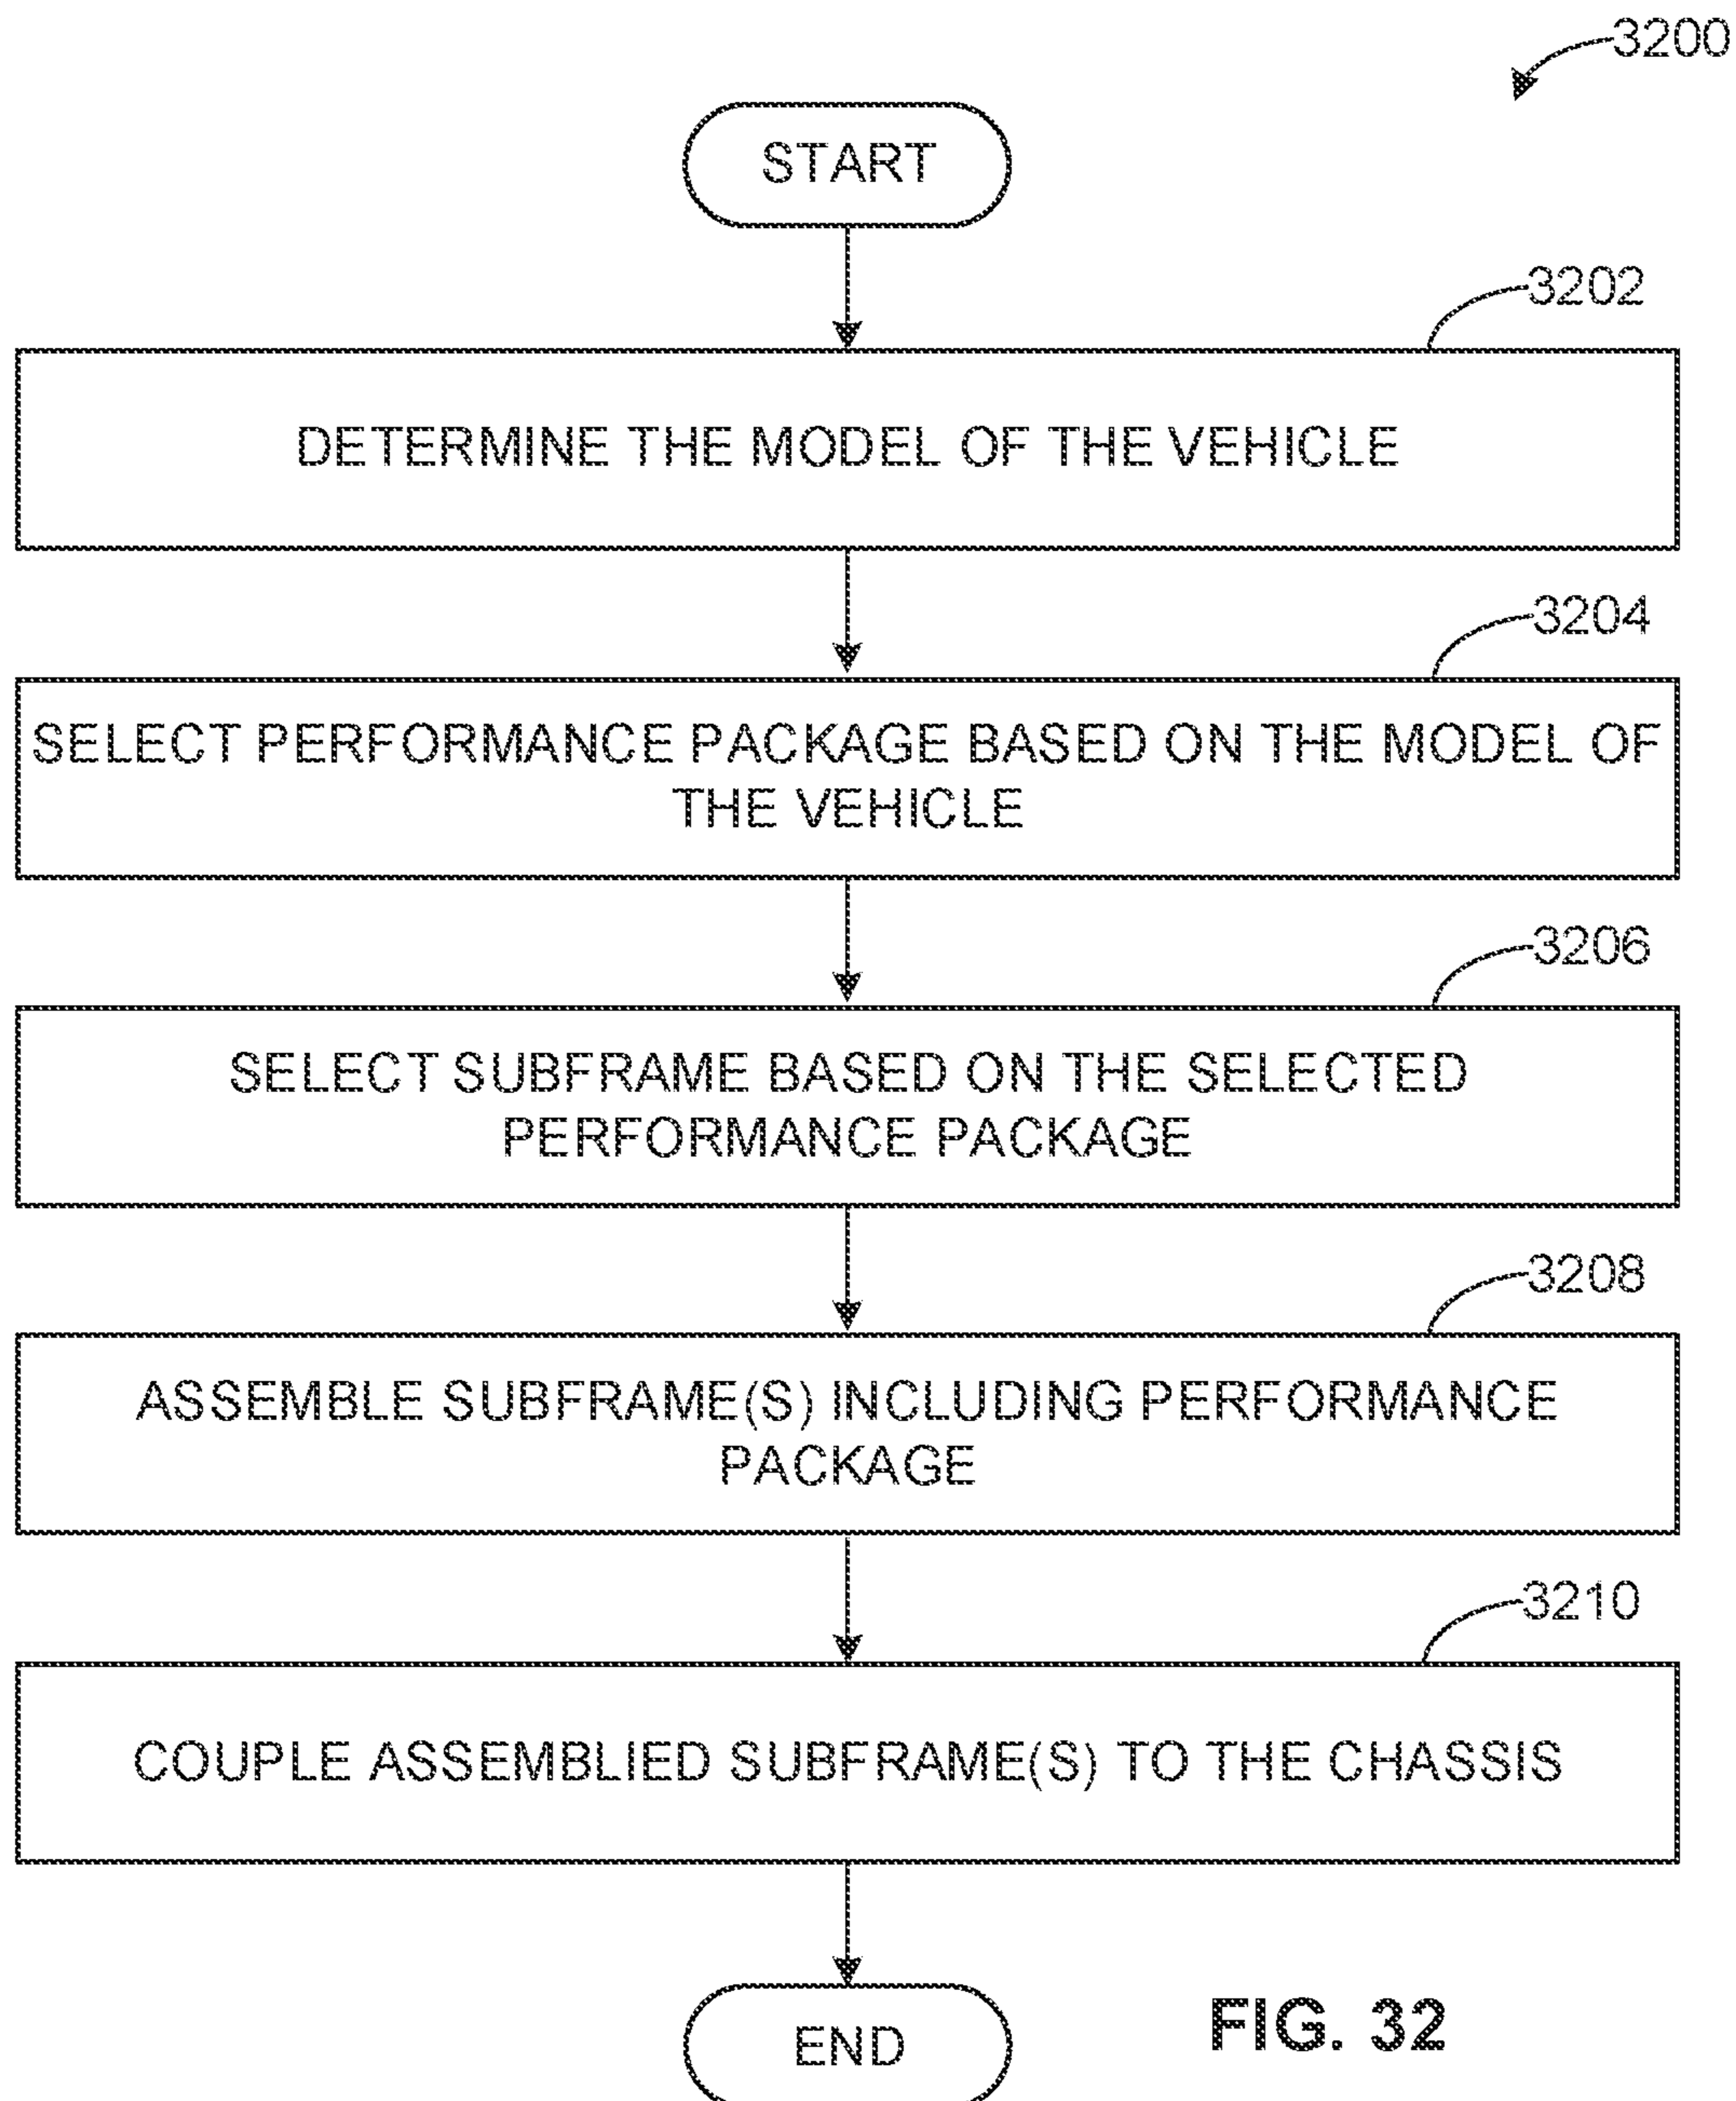 3200
START
3202
DETERMINE THE MODEL OF THE VEHICLE
3204
SELECT PERFORMANCE PACKAGE BASED ON THE MODEL OF
THE VEHICLE
3206
SELECT SUBFRAME BASED ON THE SELECTED
PERFORMANCE PACKAGE
3208
ASSEMBLE SUBFRAME(S) INCLUDING PERFORMANCE
PACKAGE
3210
COUPLE ASSEMBLIED SUBFRAME(S) TO THE CHASSIS
END
FIG. 32